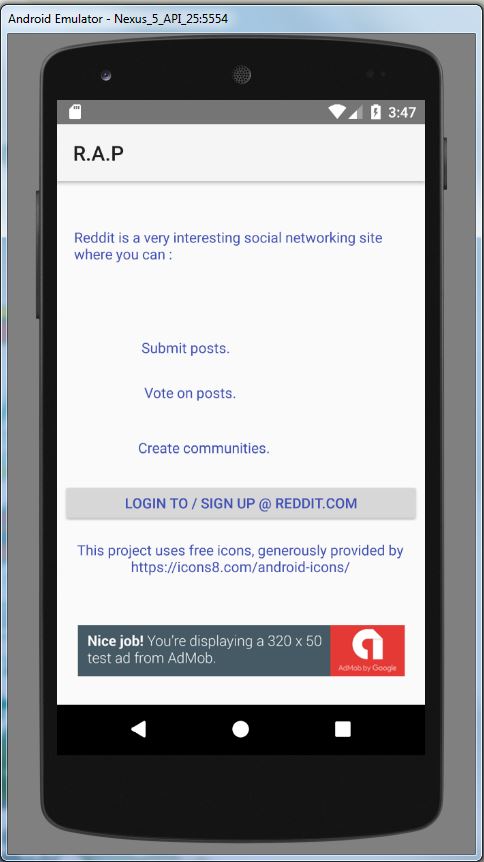 Android Emulator - Nexus_5_API_25:5554
3:47
R.A.P
Reddit is a very interesting social networking site
where you can :
Submit posts.
Vote on posts.
Create communities.
LOGIN TO / SIGN UP @ REDDIT.COM
This project uses free icons, generously provided by
https://icons8.com/android-icons/
Nice job! You're displaying a 320 x 50
test ad from AdMob.
AdMob by Google